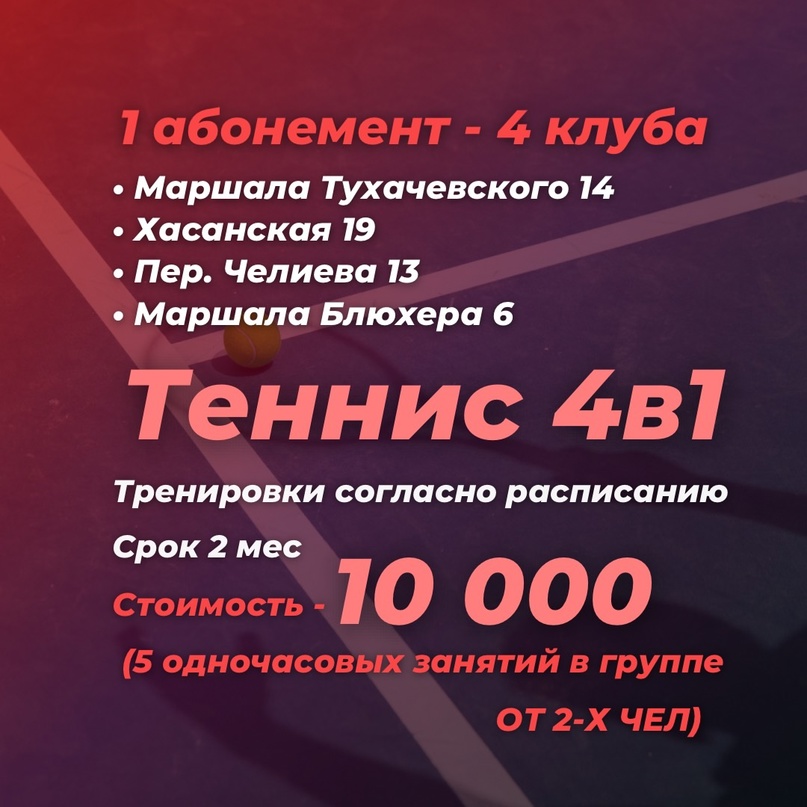 1 абонемент - 4 клуба
• Маршала Тухачевского 14
• Хасанская 19
• Пер. Челиева 13
• Маршала Блюхера 6
Теннис 4в1
Тренировки согласно расписанию
Срок 2 мес
Стоимость - 10 000
(5 одночасовых занятий в группе
ОТ 2-Х ЧЕЛ)